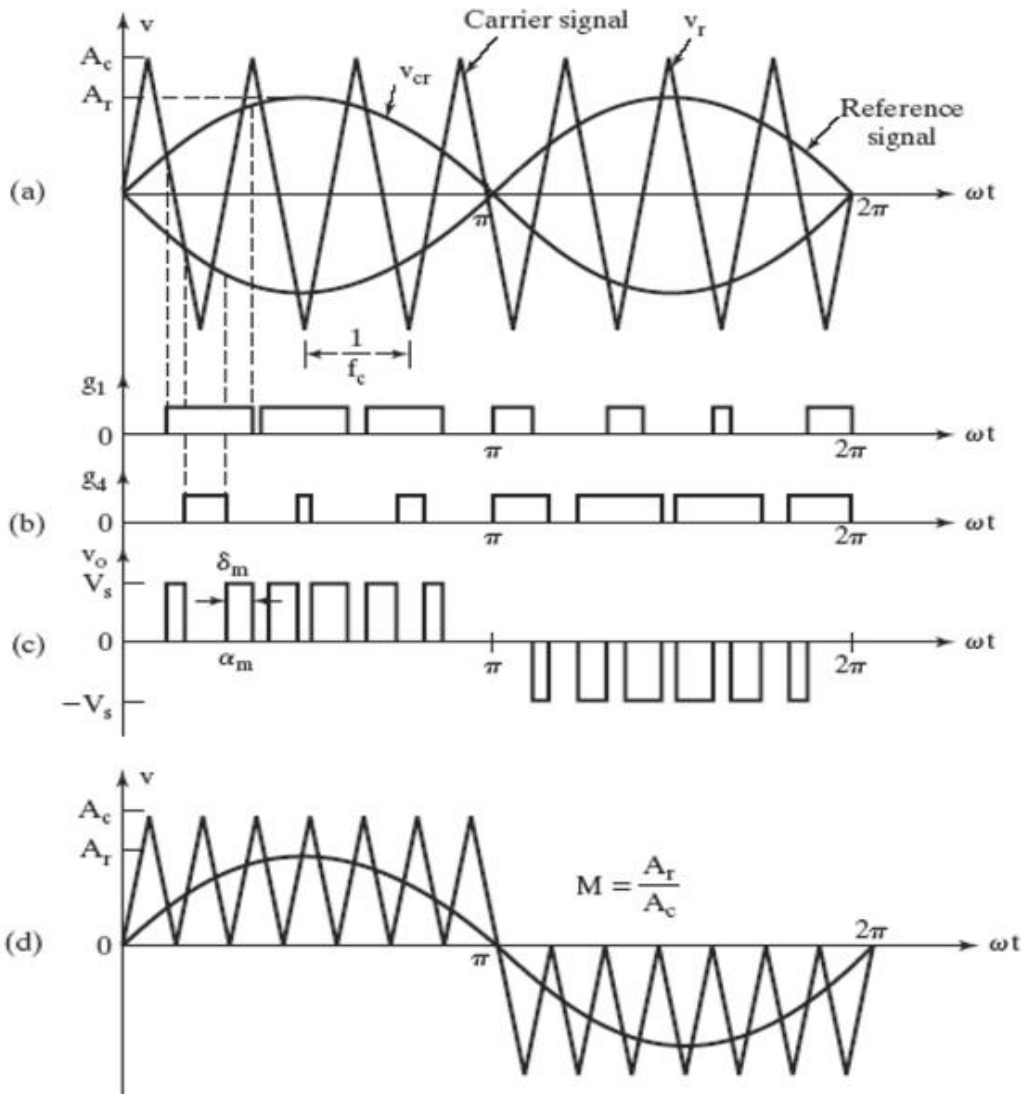 v
Carrier signal
v_r
A_c
A_r
v_cr
Reference
signal
(a)
π
2π
ωt
1
f_c
g_1
0
π
2π
ωt
g_4
(b)
0
π
2π
ωt
v_o
V_s
δ_m
(c)
0
α_m
π
2π
ωt
−V_s
v
A_c
A_r
M = A_r
A_c
(d)
0
π
2π
ωt